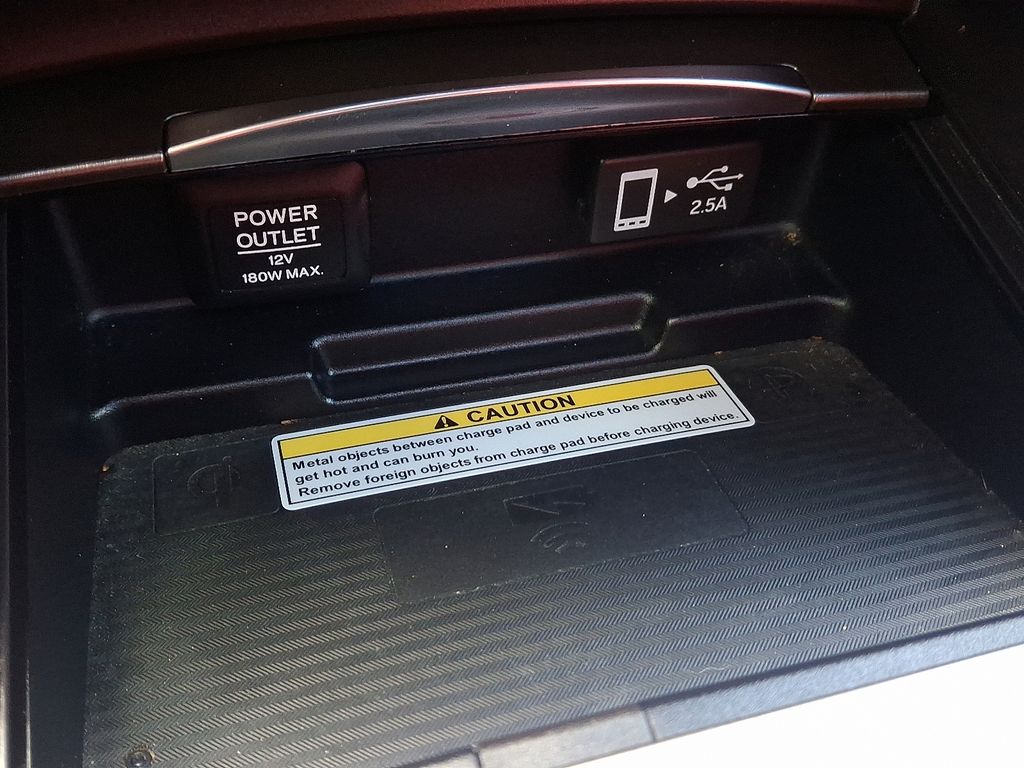 POWER
OUTLET
12V
180W MAX.
2.5A
CAUTION
Metal objects between charge pad and device to be charged will
get hot and can burn you.
Remove foreign objects from charge pad before charging device.